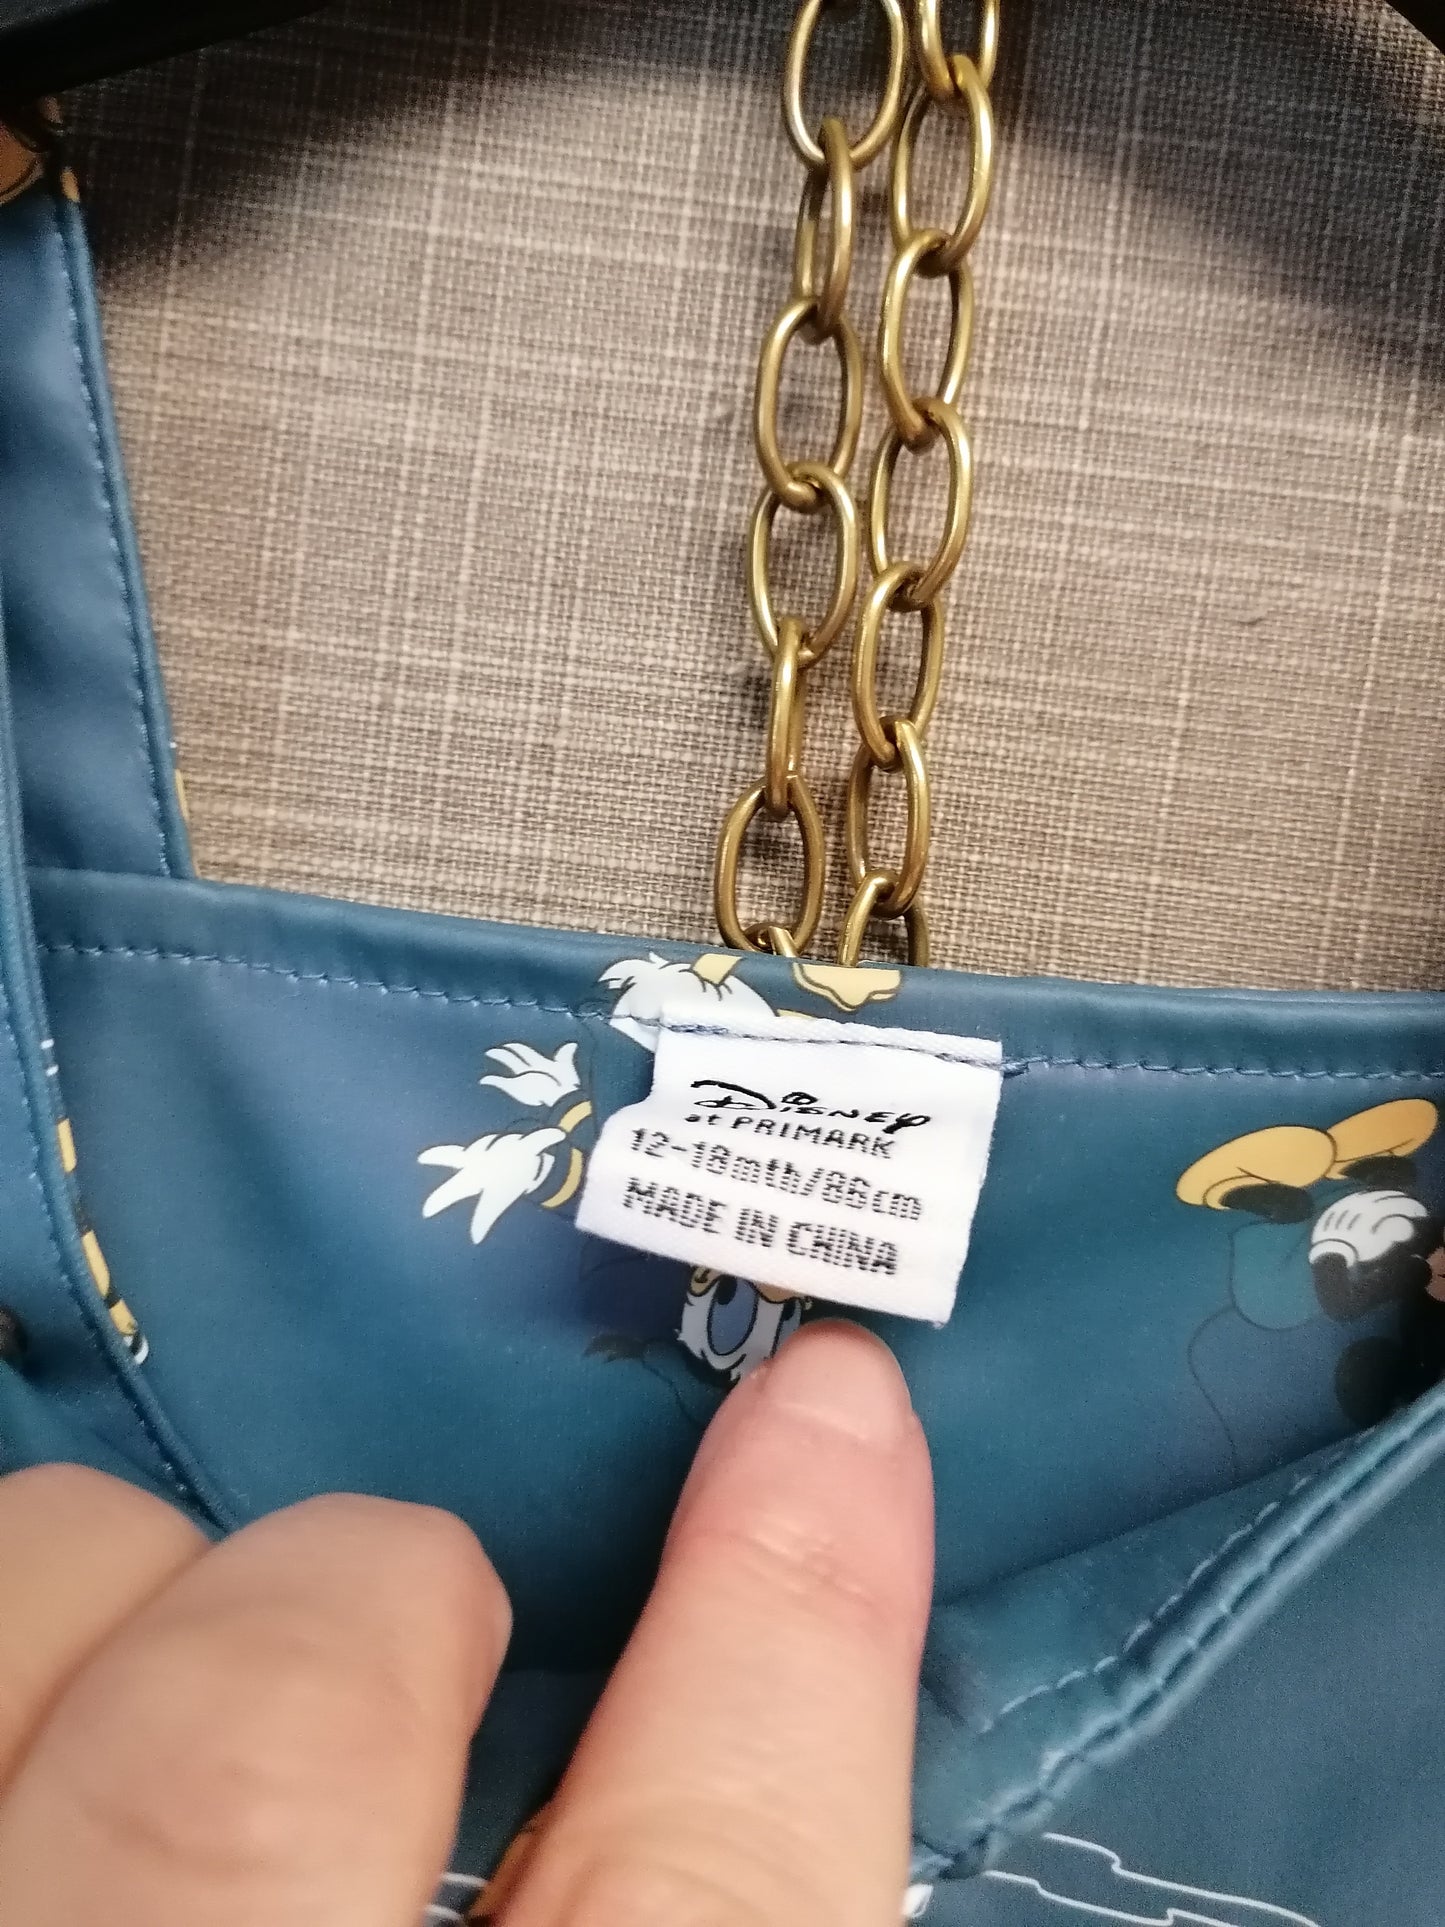 Disney
at PRIMARK
12-18mth/86cm
MADE IN CHINA